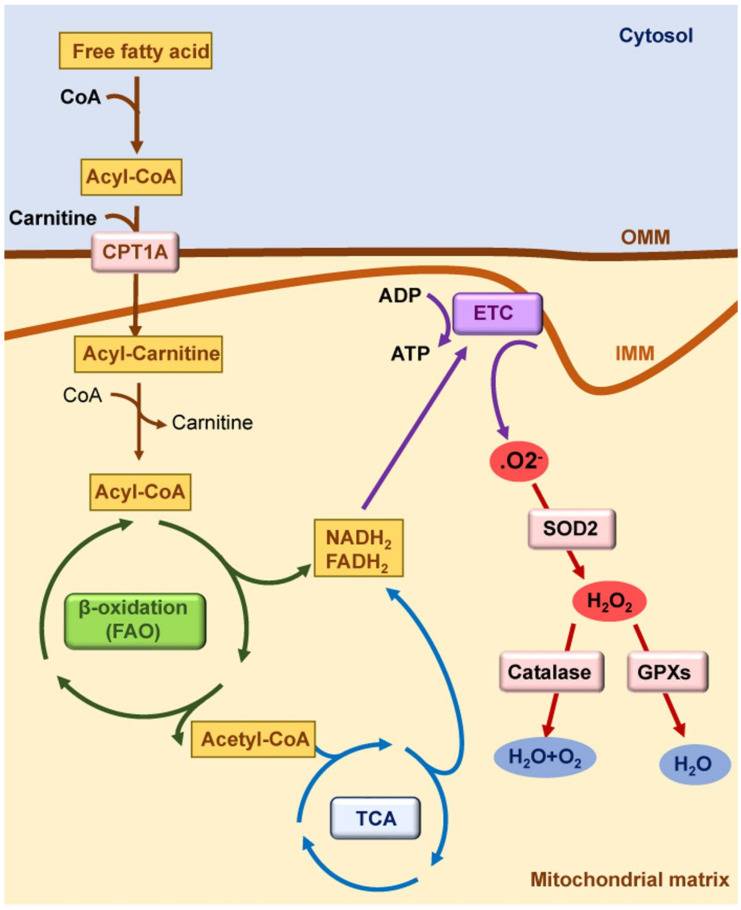 Cytosol
Free fatty acid
CoA
Acyl-CoA
Carnitine
CPT1A
OMM
ADP
ETC
ATP
IMM
Acyl-Carnitine
CoA
Carnitine
Acyl-CoA
.O2⁻
NADH₂
FADH₂
SOD2
β-oxidation
(FAO)
H₂O₂
Catalase
GPXs
Acetyl-CoA
H₂O+O₂
H₂O
TCA
Mitochondrial matrix